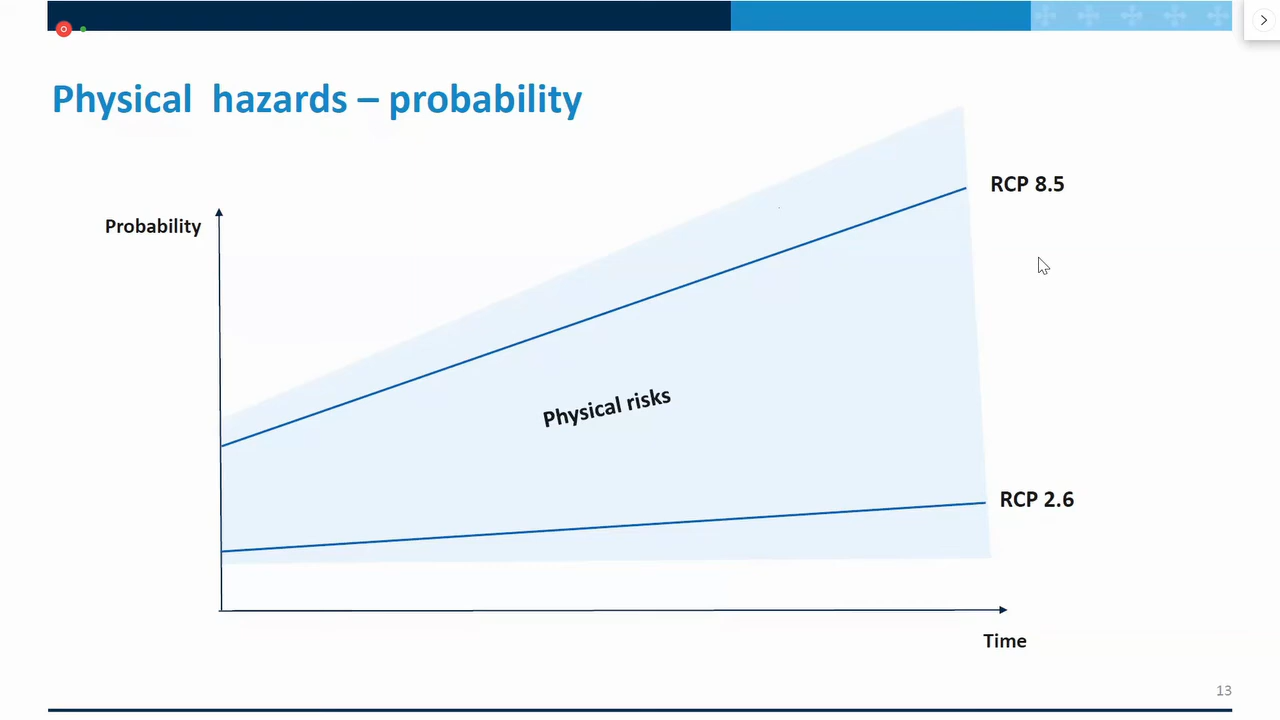 Physical hazards – probability
RCP 8.5
Probability
Physical risks
RCP 2.6
Time
13